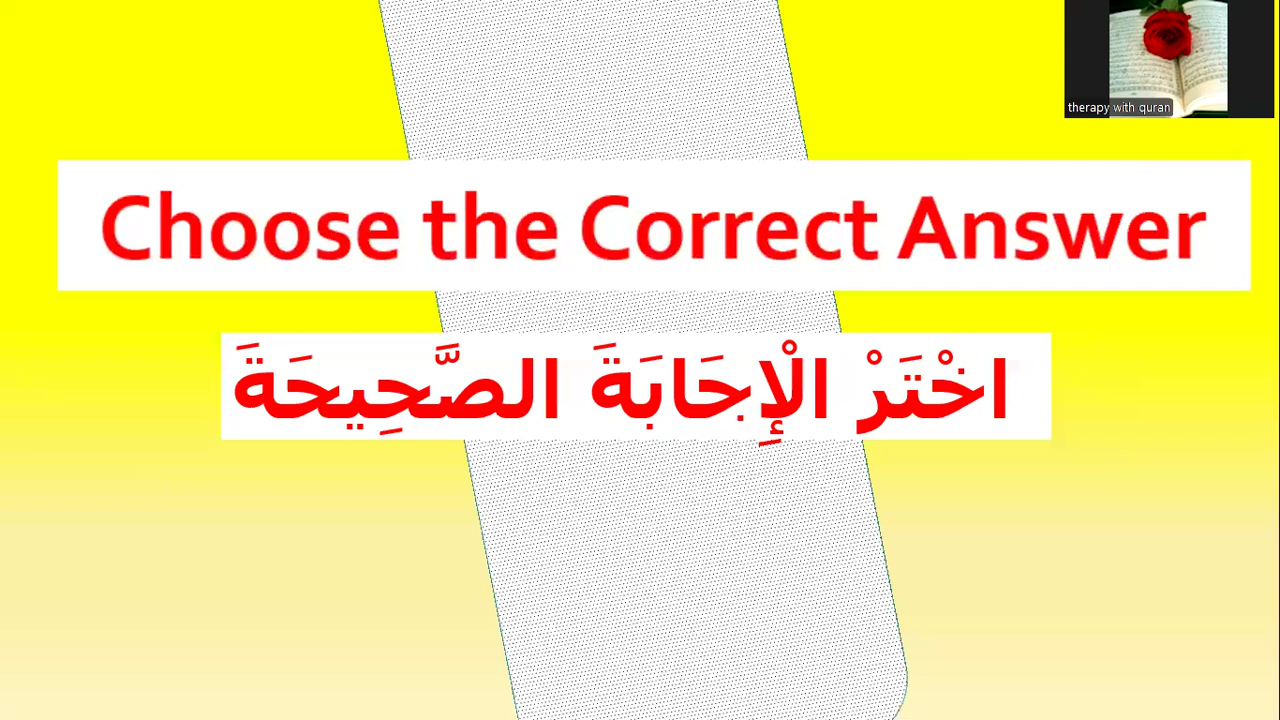 therapy with quran
Choose the Correct Answer
اخْتَرْ الْإِجَابَةَ الصَّحِيحَةَ